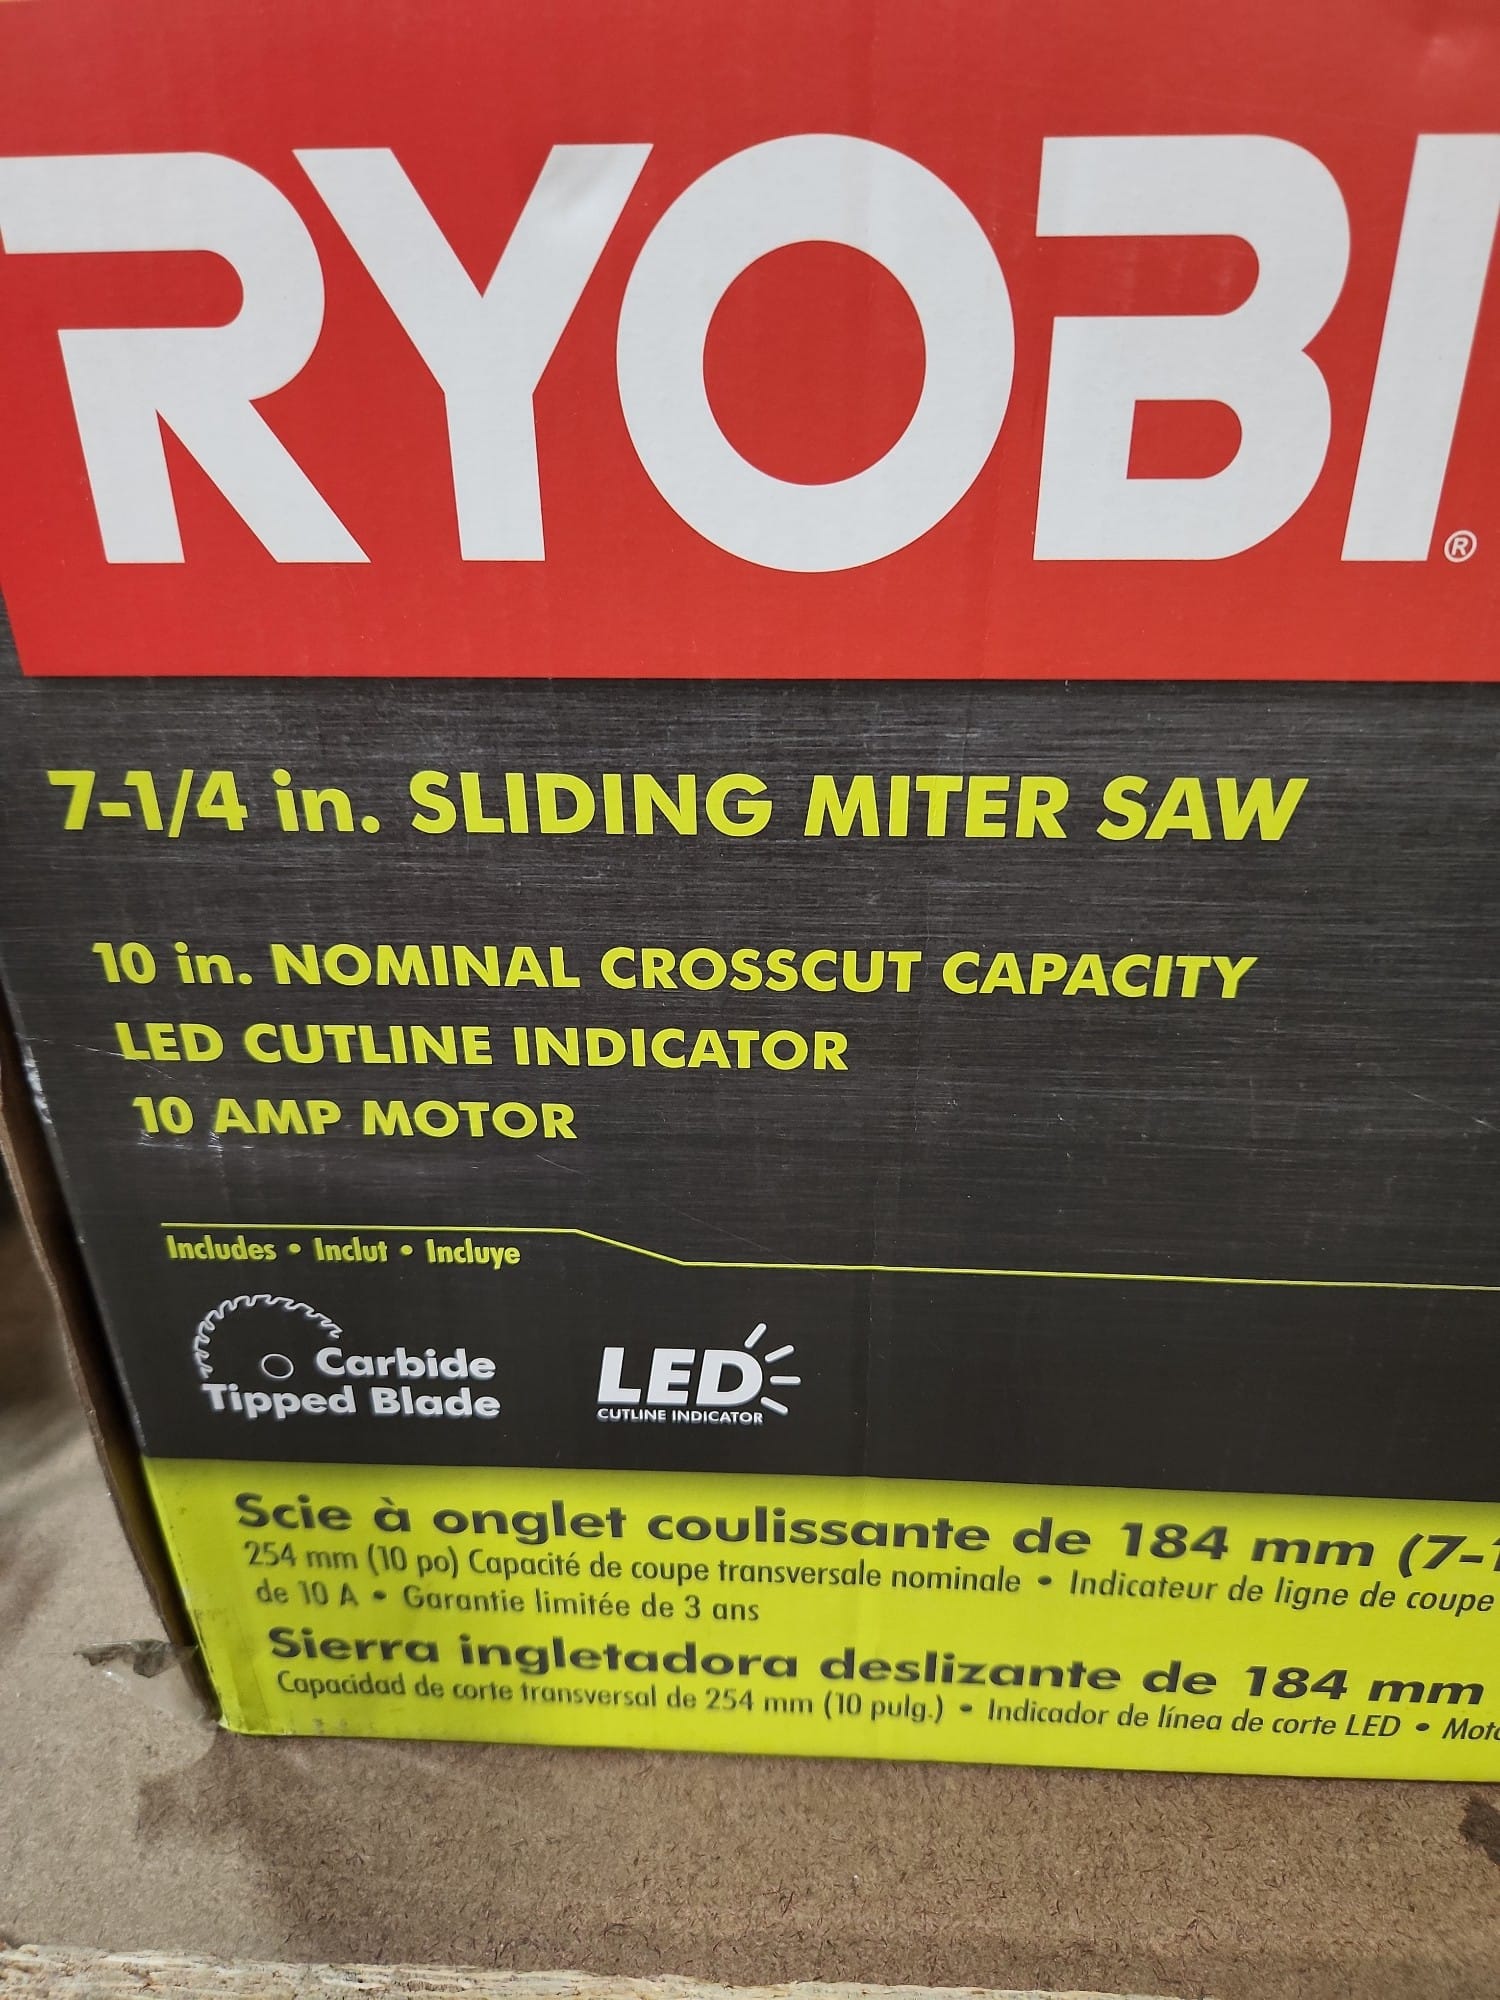 RYOBI®
7-1/4 in. SLIDING MITER SAW
10 in. NOMINAL CROSSCUT CAPACITY
LED CUTLINE INDICATOR
10 AMP MOTOR
Includes • Inclut • Incluye
Carbide
Tipped Blade
LED
CUTLINE INDICATOR
Scie à onglet coulissante de 184 mm (7-1
254 mm (10 po) Capacité de coupe transversale nominale • Indicateur de ligne de coupe
de 10 A • Garantie limitée de 3 ans
Sierra ingletadora deslizante de 184 mm
Capacidad de corte transversal de 254 mm (10 pulg.) • Indicador de línea de corte LED •